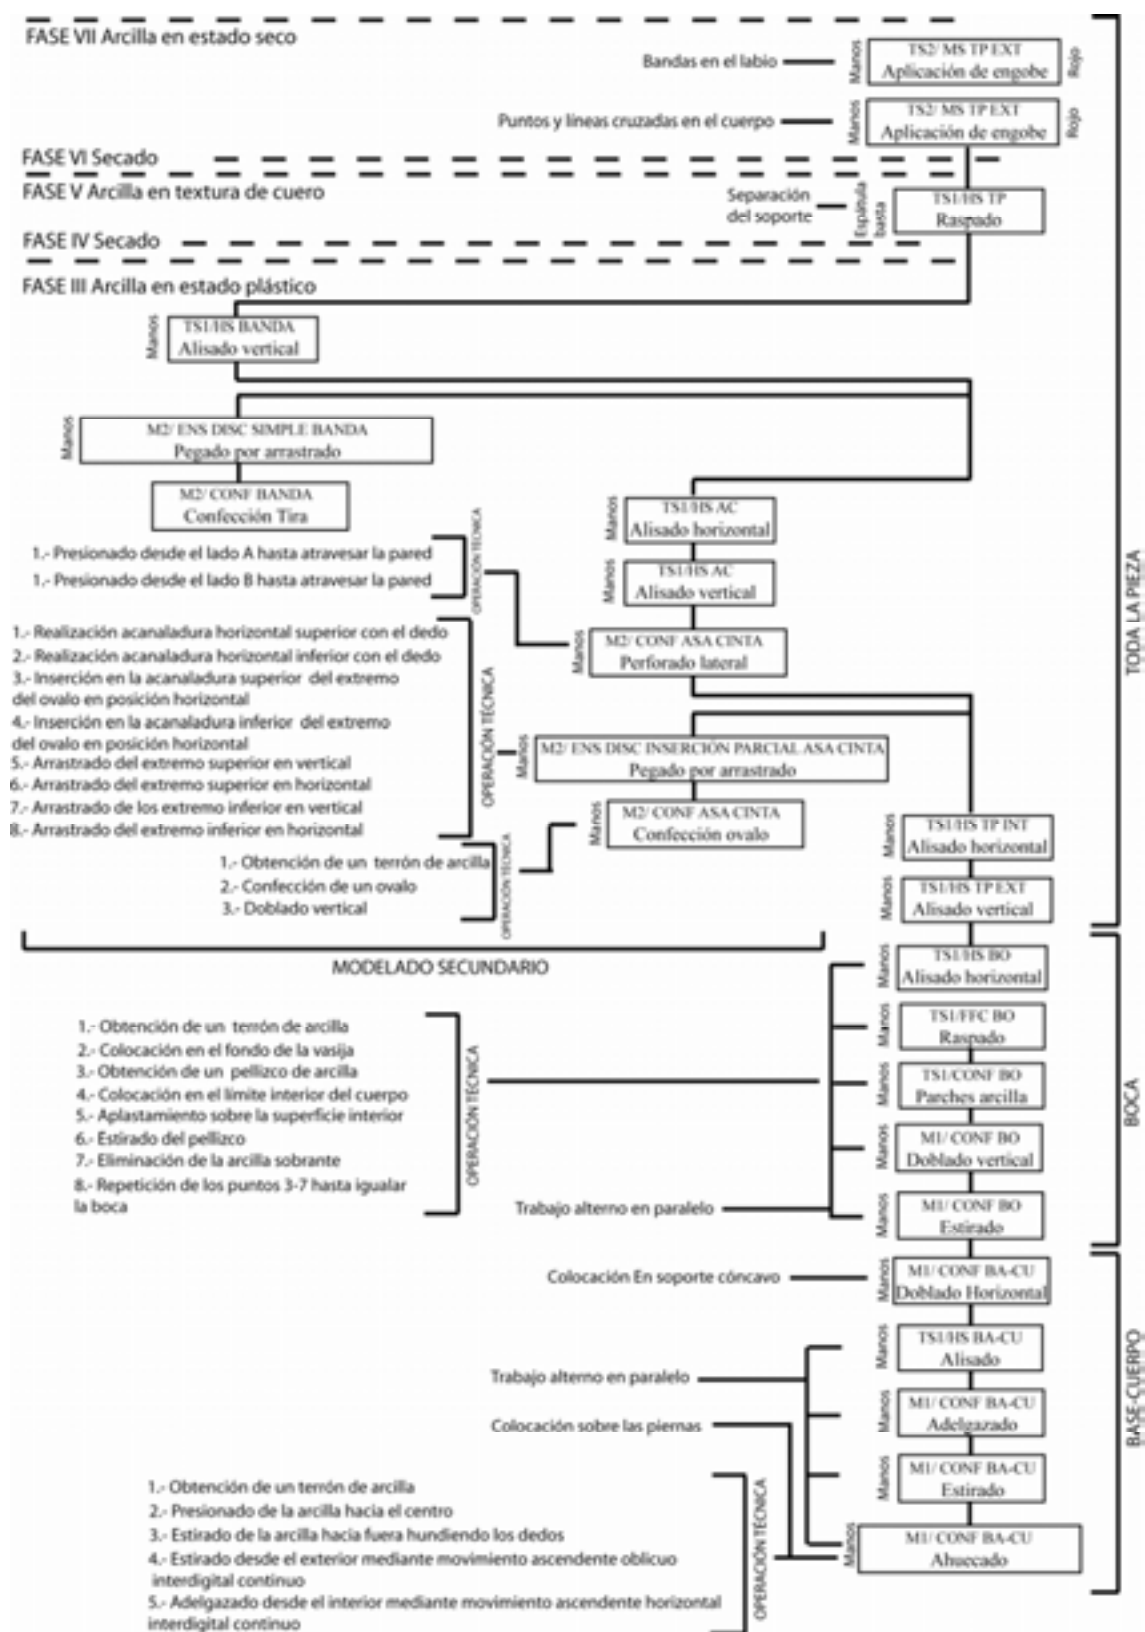 FASE VII Arcilla en estado seco
Bandas en el labio
Manos
TS2/ MS TP EXT
Aplicación de engobe
Rojo
Puntos y líneas cruzadas en el cuerpo
Manos
TS2/ MS TP EXT
Aplicación de engobe
Rojo
FASE VI Secado
FASE V Arcilla en textura de cuero
Separación
del soporte
Espátula
basta
TS1/HS TP
Raspado
FASE IV Secado
FASE III Arcilla en estado plástico
Manos
TS1/HS BANDA
Alisado vertical
Manos
M2/ ENS DISC SIMPLE BANDA
Pegado por arrastrado
M2/ CONF BANDA
Confección Tira
Manos
TS1/HS AC
Alisado horizontal
1.- Presionado desde el lado A hasta atravesar la pared
1.- Presionado desde el lado B hasta atravesar la pared
OPERACIÓN TÉCNICA
Manos
TS1/HS AC
Alisado vertical
Manos
M2/ CONF ASA CINTA
Perforado lateral
1.- Realización acanaladura horizontal superior con el dedo
2.- Realización acanaladura horizontal inferior con el dedo
3.- Inserción en la acanaladura superior del extremo
del ovalo en posición horizontal
4.- Inserción en la acanaladura inferior del extremo
del ovalo en posición horizontal
5.- Arrastrado del extremo superior en vertical
6.- Arrastrado del extremo superior en horizontal
7.- Arrastrado de los extremo inferior en vertical
8.- Arrastrado del extremo inferior en horizontal
OPERACIÓN TÉCNICA
Manos
M2/ ENS DISC INSERCIÓN PARCIAL ASA CINTA
Pegado por arrastrado
Manos
M2/ CONF ASA CINTA
Confección ovalo
1.- Obtención de un terrón de arcilla
2.- Confección de un ovalo
3.- Doblado vertical
OPERACIÓN TÉCNICA
Manos
TS1/HS TP INT
Alisado horizontal
Manos
TS1/HS TP EXT
Alisado vertical
TODA LA PIEZA
MODELADO SECUNDARIO
Manos
TS1/HS BO
Alisado horizontal
Manos
TS1/FFC BO
Raspado
Manos
TS1/CONF BO
Parches arcilla
Manos
M1/ CONF BO
Doblado vertical
Manos
M1/ CONF BO
Estirado
BOCA
1.- Obtención de un terrón de arcilla
2.- Colocación en el fondo de la vasija
3.- Obtención de un pellizco de arcilla
4.- Colocación en el límite interior del cuerpo
5.- Aplastamiento sobre la superficie interior
6.- Estirado del pellizco
7.- Eliminación de la arcilla sobrante
8.- Repetición de los puntos 3-7 hasta igualar
la boca
OPERACIÓN TÉCNICA
Trabajo alterno en paralelo
Colocación En soporte cóncavo
Manos
M1/ CONF BA-CU
Doblado Horizontal
Manos
TS1/HS BA-CU
Alisado
Trabajo alterno en paralelo
Manos
M1/ CONF BA-CU
Adelgazado
Colocación sobre las piernas
Manos
M1/ CONF BA-CU
Estirado
Manos
M1/ CONF BA-CU
Ahuecado
BASE-CUERPO
1.- Obtención de un terrón de arcilla
2.- Presionado de la arcilla hacia el centro
3.- Estirado de la arcilla hacia fuera hundiendo los dedos
4.- Estirado desde el exterior mediante movimiento ascendente oblicuo
interdigital continuo
5.- Adelgazado desde el interior mediante movimiento ascendente horizontal
interdigital continuo
OPERACIÓN TÉCNICA